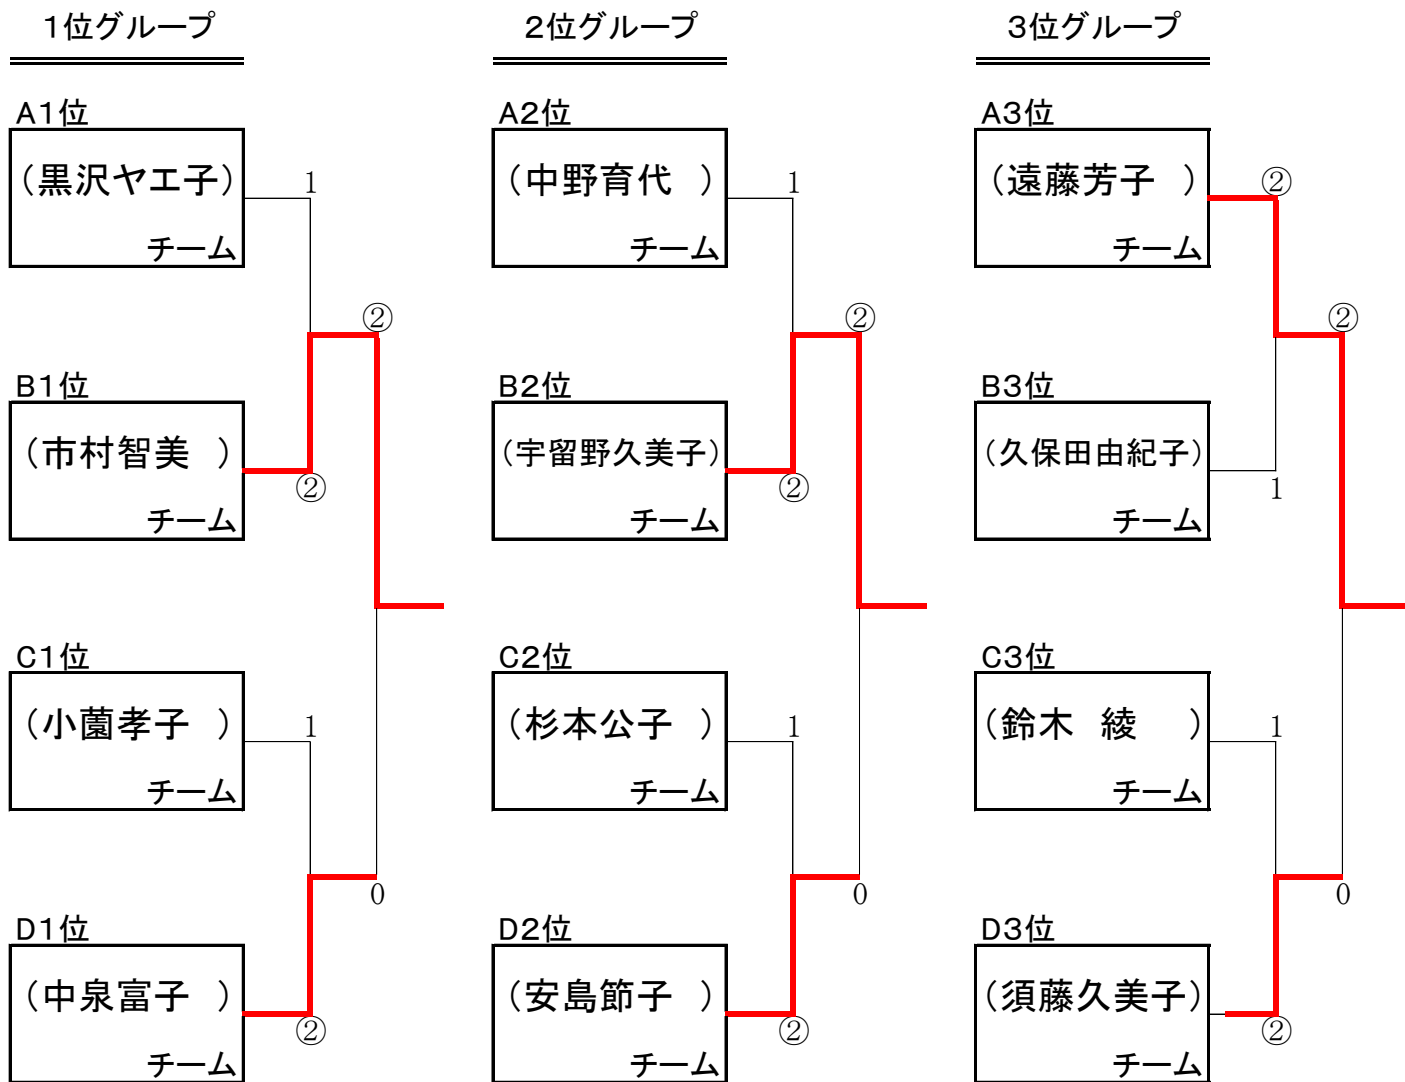 1位グループ
A1位
(黒沢ヤエ子)
チーム
1
②
B1位
(市村智美　)
チーム
②
C1位
(小薗孝子　)
チーム
1
0
D1位
(中泉富子　)
チーム
②
2位グループ
A2位
(中野育代　)
チーム
1
②
B2位
(宇留野久美子)
チーム
②
C2位
(杉本公子　)
チーム
1
0
D2位
(安島節子　)
チーム
②
3位グループ
A3位
(遠藤芳子　)
チーム
②
②
B3位
(久保田由紀子)
チーム
1
C3位
(鈴木　綾　)
チーム
1
0
D3位
(須藤久美子)
チーム
②